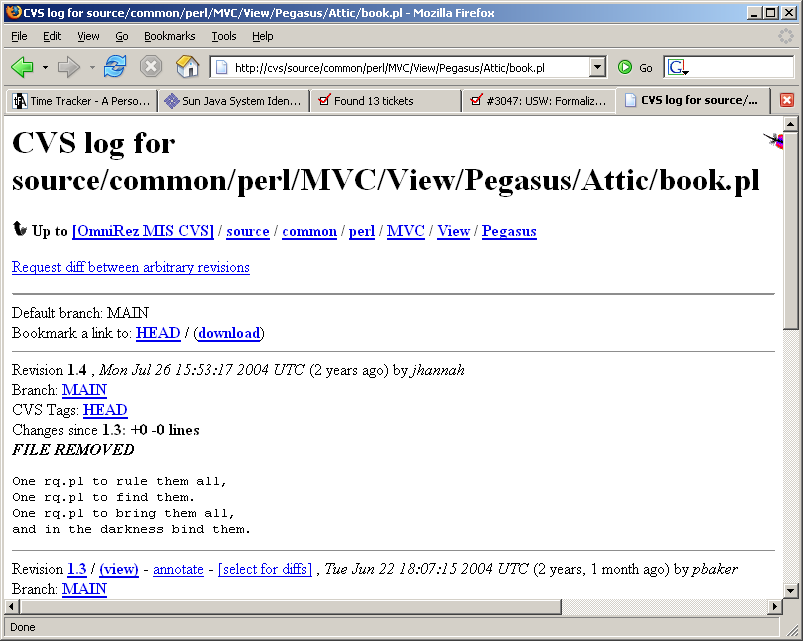 CVS log for source/common/perl/MVC/View/Pegasus/Attic/book.pl - Mozilla Firefox
File Edit View Go Bookmarks Tools Help
http://cvs/source/common/perl/MVC/View/Pegasus/Attic/book.pl Go G
Time Tracker - A Perso... Sun Java System Iden... Found 13 tickets #3047: USW: Formaliz... CVS log for source/...
CVS log for
source/common/perl/MVC/View/Pegasus/Attic/book.pl
Up to [OmniRez MIS CVS] / source / common / perl / MVC / View / Pegasus
Request diff between arbitrary revisions
Default branch: MAIN
Bookmark a link to: HEAD / (download)
Revision 1.4 , Mon Jul 26 15:53:17 2004 UTC (2 years ago) by jhannah
Branch: MAIN
CVS Tags: HEAD
Changes since 1.3: +0 -0 lines
FILE REMOVED
One rq.pl to rule them all,
One rq.pl to find them.
One rq.pl to bring them all,
and in the darkness bind them.
Revision 1.3 / (view) - annotate - [select for diffs] , Tue Jun 22 18:07:15 2004 UTC (2 years, 1 month ago) by pbaker
Branch: MAIN
Done